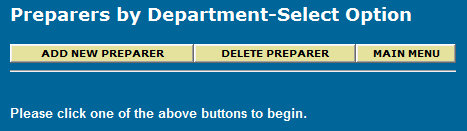 Preparers by Department-Select Option
ADD NEW PREPARER DELETE PREPARER MAIN MENU
Please click one of the above buttons to begin.